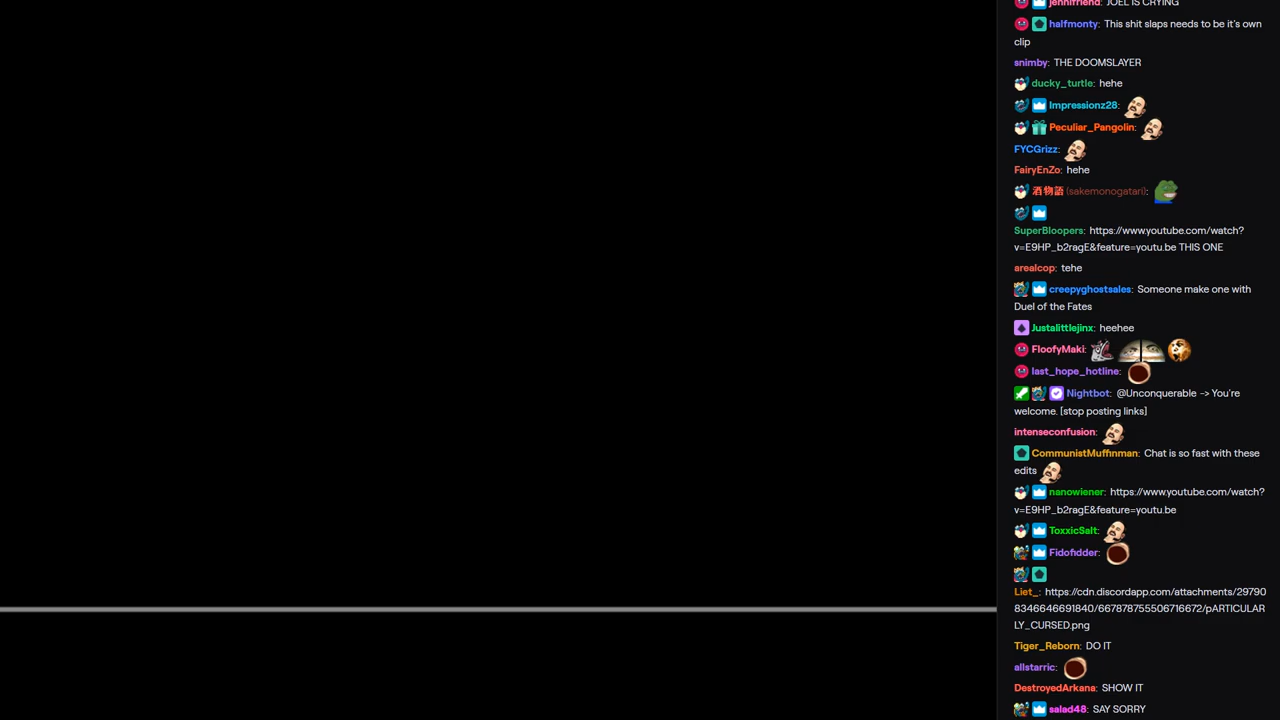 jennifriend: JOEL IS CRYING
halfmonty: This shit slaps needs to be it's own
clip
snimby: THE DOOMSLAYER
ducky_turtle: hehe
Impressionz28:
Peculiar_Pangolin:
FYCGrizz:
FairyEnZo: hehe
酒物語 (sakemonogatari):
SuperBloopers: https://www.youtube.com/watch?
v=E9HP_b2ragE&feature=youtu.be THIS ONE
arealcop: tehe
creepyghostsales: Someone make one with
Duel of the Fates
Justalittlejinx: heehee
FloofyMaki:
last_hope_hotline:
Nightbot: @Unconquerable -> You're
welcome. [stop posting links]
intenseconfusion:
CommunistMuffinman: Chat is so fast with these
edits
nanowiener: https://www.youtube.com/watch?
v=E9HP_b2ragE&feature=youtu.be
ToxxicSalt:
Fidofidder:
Liet_: https://cdn.discordapp.com/attachments/29790
8346646691840/667878755506716672/pARTICULAR
LY_CURSED.png
Tiger_Reborn: DO IT
allstarric:
DestroyedArkana: SHOW IT
salad48: SAY SORRY